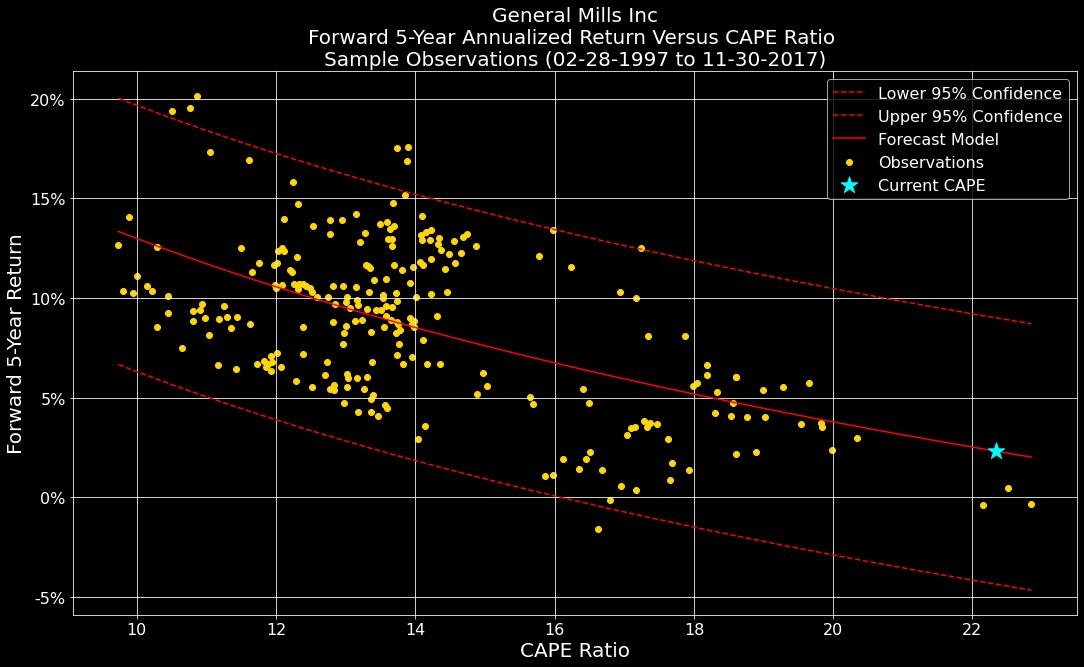 General Mills Inc
Forward 5-Year Annualized Return Versus CAPE Ratio
Sample Observations (02-28-1997 to 11-30-2017)
Lower 95% Confidence
Upper 95% Confidence
Forecast Model
Observations
Current CAPE
Forward 5-Year Return
20%
15%
10%
5%
0%
-5%
10 12 14 16 18 20 22
CAPE Ratio